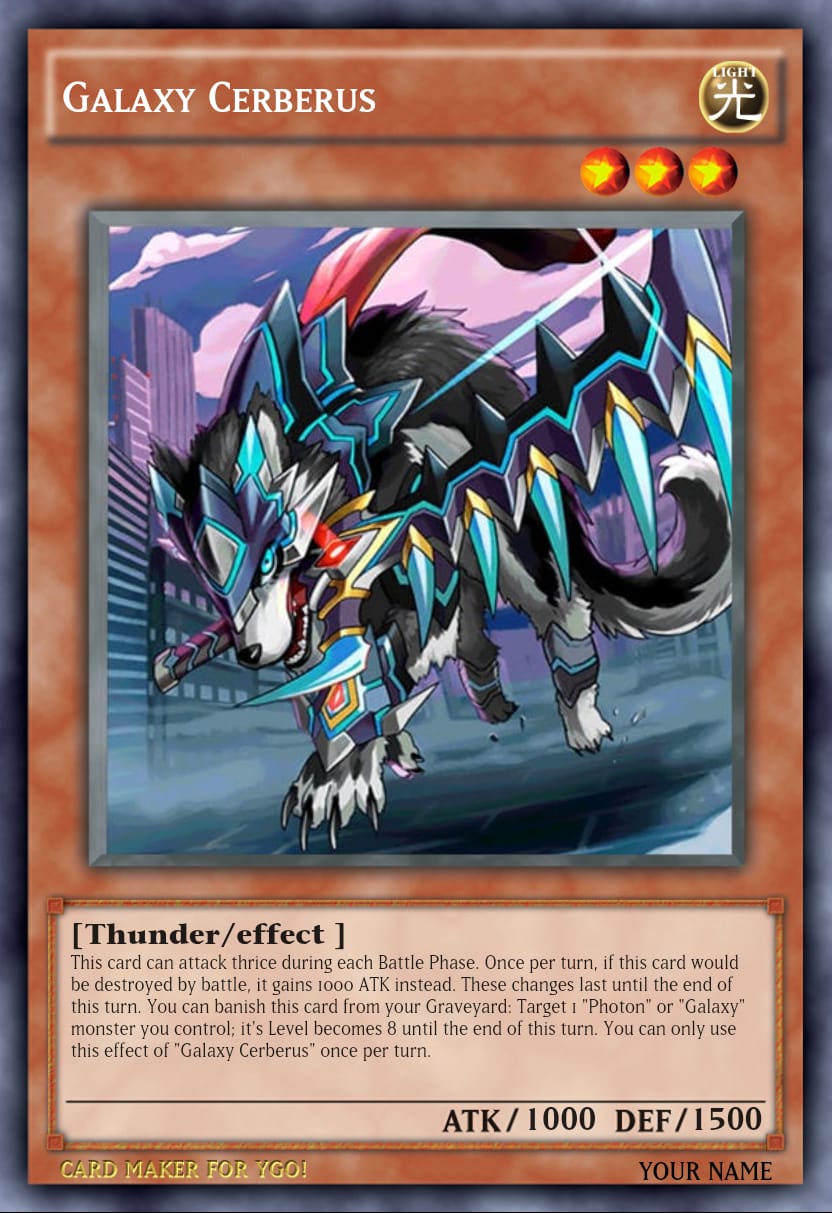 Galaxy Cerberus
LIGHT
光
[Thunder/effect ]
This card can attack thrice during each Battle Phase. Once per turn, if this card would
be destroyed by battle, it gains 1000 ATK instead. These changes last until the end of
this turn. You can banish this card from your Graveyard: Target 1 "Photon" or "Galaxy"
monster you control; it's Level becomes 8 until the end of this turn. You can only use
this effect of "Galaxy Cerberus" once per turn.
ATK/1000 DEF/1500
CARD MAKER FOR YGO! YOUR NAME